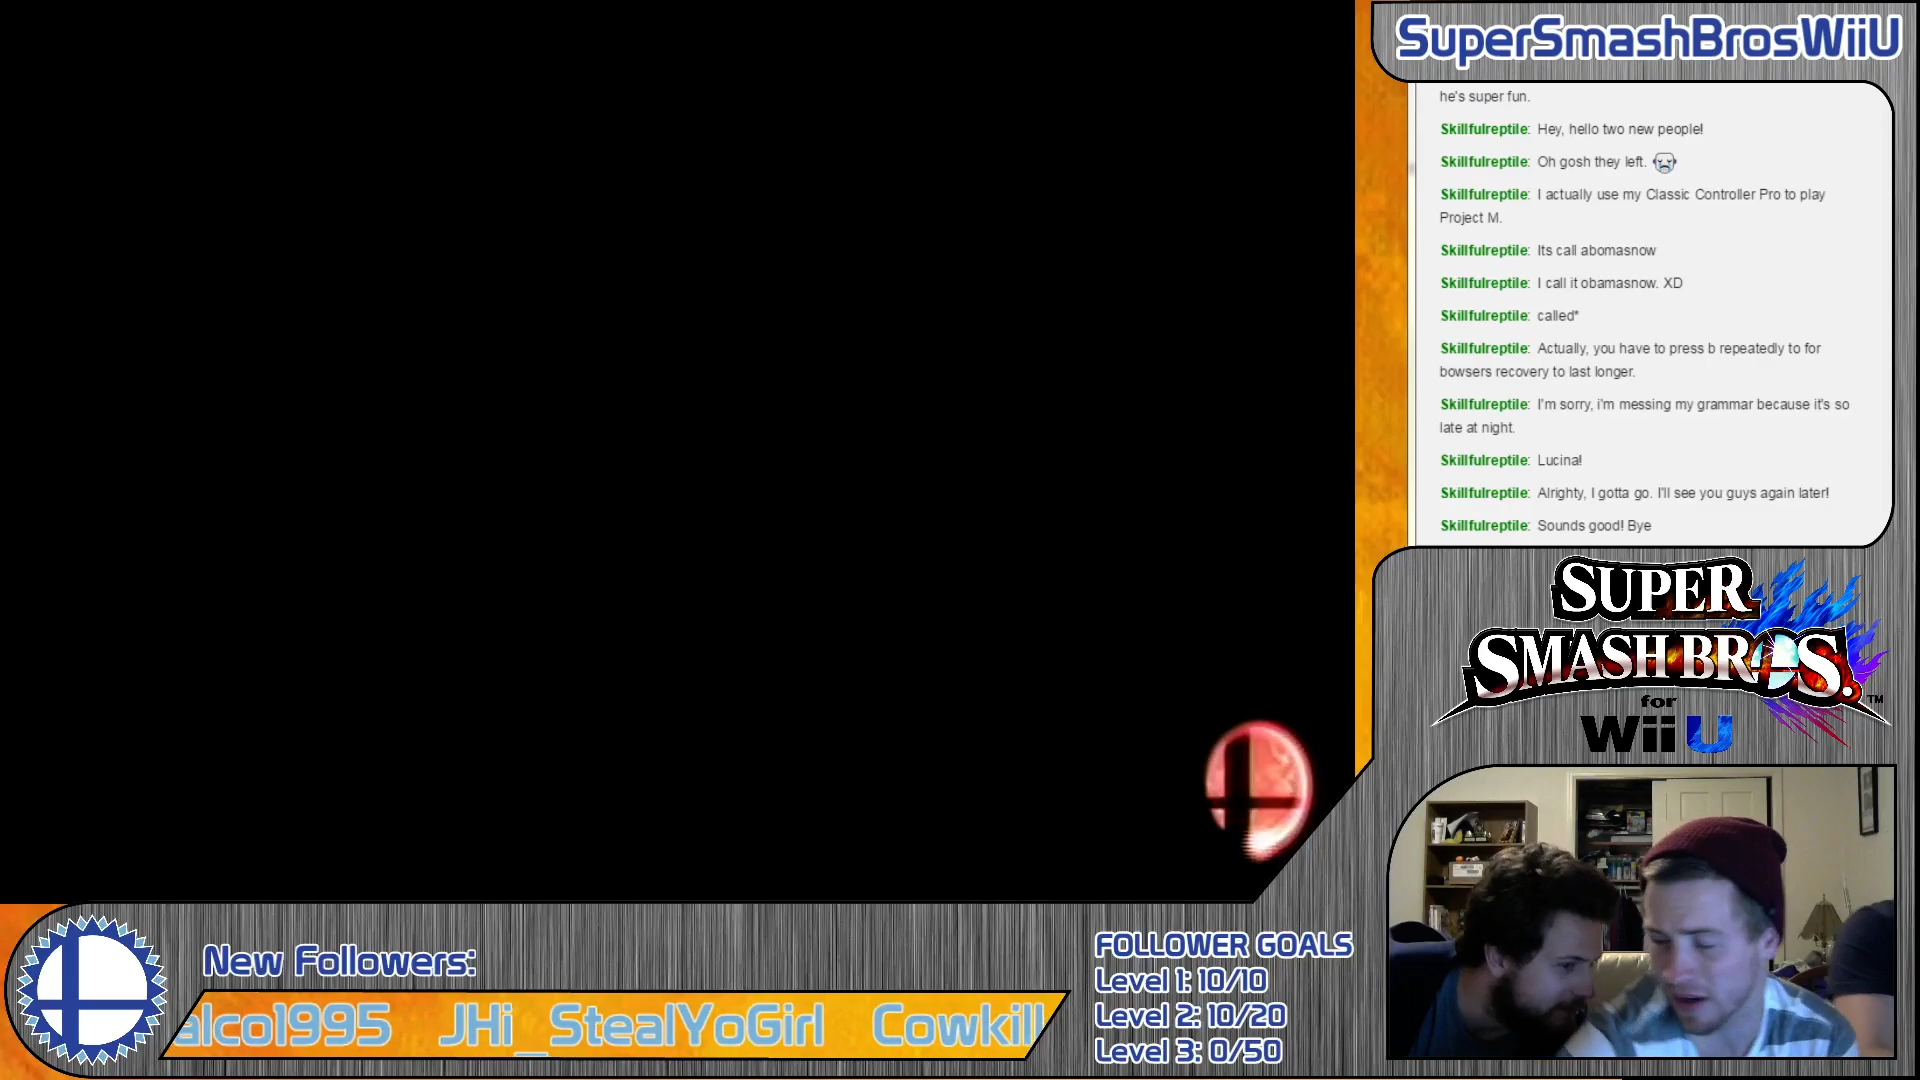 SuperSmashBrosWiiU
he's super fun.
Skillfulreptile: Hey, hello two new people!
Skillfulreptile: Oh gosh they left.
Skillfulreptile: I actually use my Classic Controller Pro to play
Project M.
Skillfulreptile: Its call abomasnow
Skillfulreptile: I call it obamasnow. XD
Skillfulreptile: called*
Skillfulreptile: Actually, you have to press b repeatedly to for
bowsers recovery to last longer.
Skillfulreptile: I'm sorry, i'm messing my grammar because it's so
late at night.
Skillfulreptile: Lucina!
Skillfulreptile: Alrighty, I gotta go. I'll see you guys again later!
Skillfulreptile: Sounds good! Bye
SUPER
SMASH BROS.™
for
Wii U
New Followers:
alco1995 JHi_StealYoGirl Cowkill
FOLLOWER GOALS
Level 1: 10/10
Level 2: 10/20
Level 3: 0/50